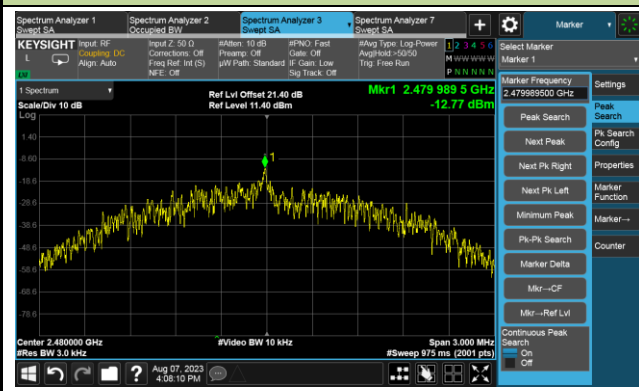 Spectrum Analyzer 1
Swept SA
Spectrum Analyzer 2
Occupied BW
Spectrum Analyzer 3
Swept SA
Spectrum Analyzer 7
Swept SA
+
Marker
KEYSIGHT
L
Input: RF
Coupling: DC
Align: Auto
Input Z: 50 Ω
Corrections: Off
Freq Ref: Int (S)
NFE: Off
#Atten: 10 dB
Preamp: Off
µW Path: Standard
#PNO: Fast
Gate: Off
IF Gain: Low
Sig Track: Off
#Avg Type: Log-Power
Avg|Hold:>50/50
Trig: Free Run
1 2 3 4 5 6
M W W W W W
P N N N N N
Select Marker
Marker 1
1 Spectrum
Scale/Div 10 dB
Log
Ref Lvl Offset 21.40 dB
Ref Level 11.40 dBm
Mkr1 2.479 989 5 GHz
-12.77 dBm
1
1.40
-8.60
-18.6
-28.6
-38.6
-48.6
-58.6
-68.6
-78.6
Center 2.480000 GHz
#Res BW 3.0 kHz
#Video BW 10 kHz
Span 3.000 MHz
#Sweep 975 ms (2001 pts)
Marker Frequency
2.479989500 GHz
Peak Search
Next Peak
Next Pk Right
Next Pk Left
Minimum Peak
Pk-Pk Search
Marker Delta
Mkr→CF
Mkr→Ref Lvl
Continuous Peak
Search
On
Off
Settings
Peak
Search
Pk Search
Config
Properties
Marker
Function
Marker→
Counter
?
Aug 07, 2023
4:08:10 PM